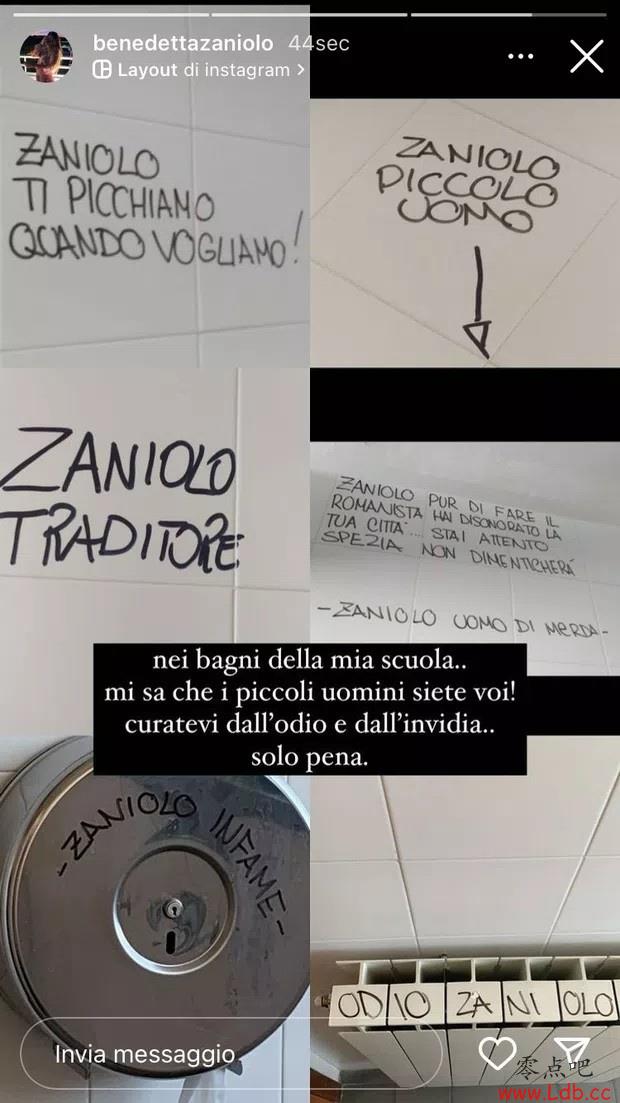 benedettazaniolo 44sec
Layout di instagram >
ZANIOLO
TI PICCHIAMO
QUANDO VOGLIAMO!
ZANIOLO
PICCOLO
UOMO
ZANIOLO
TRADITORE
ZANIOLO PUR DI FARE IL
ROMANISTA HAI DISONORATO LA
TUA CITTÀ... STAI ATTENTO
SPEZIA NON DIMENTICHERÀ
-ZANIOLO UOMO DI MERDA-
nei bagni della mia scuola..
mi sa che i piccoli uomini siete voi!
curatevi dall'odio e dall'invidia..
solo pena.
-ZANIOLO INFAME-
ODIO ZANIOLO
Invia messaggio
零点吧
www.Ldb.cc